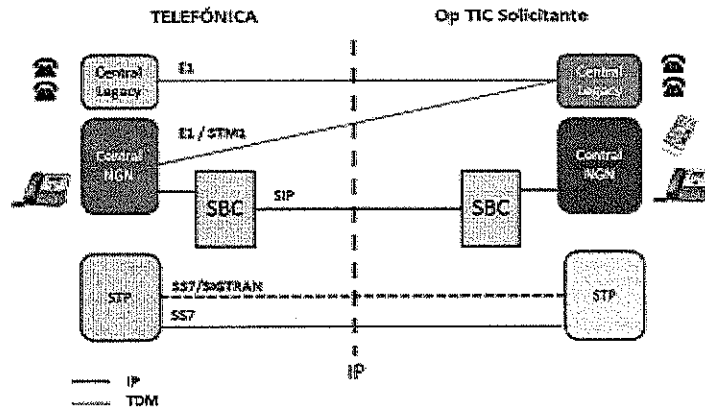 TELEFÓNICA
Op TIC Solicitante
Central
Legacy
E1
Central
Legacy
E1 / STM1
Central
NGN
Central
NGN
SBC
SIP
SBC
STP
SS7/SIGTRAN
STP
SS7
IP
IP
TDM